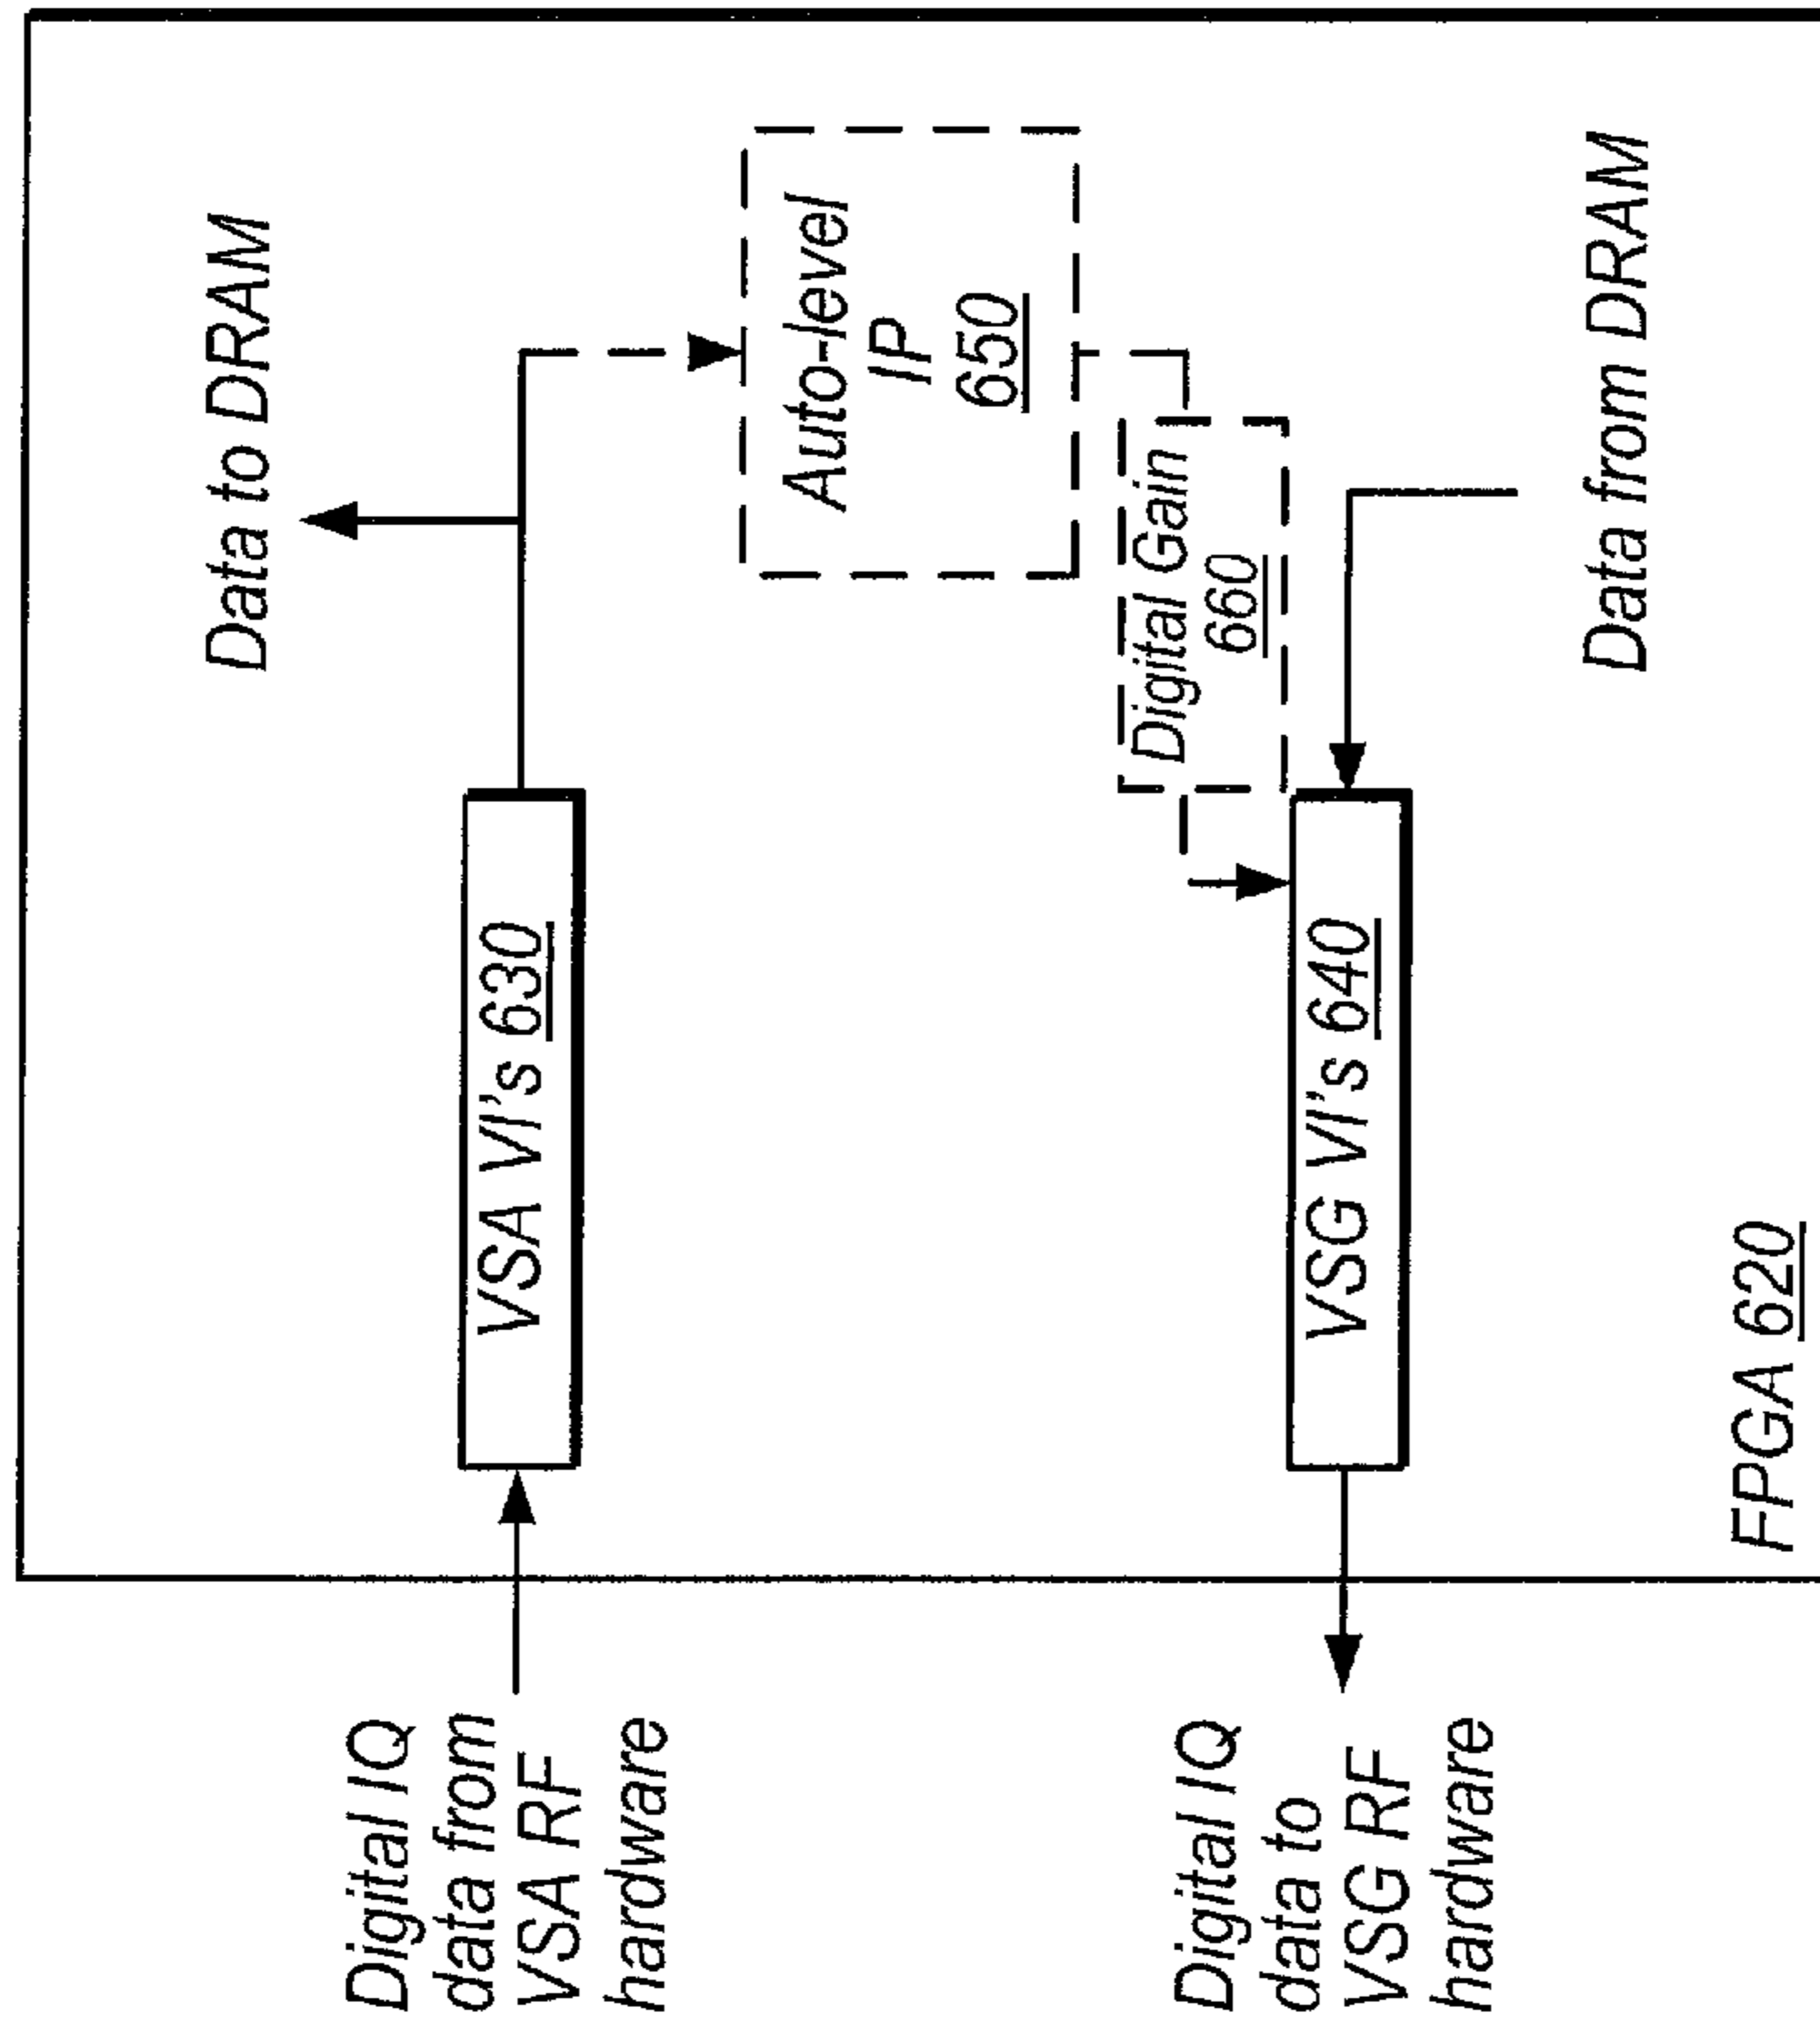 Data to DRAM
Digital IQ
data from
VSA RF
hardware
VSA VI's 630
Auto-level
IP
650
Digital Gain
660
Digital IQ
data to
VSG RF
hardware
VSG VI's 640
Data from DRAM
FPGA 620